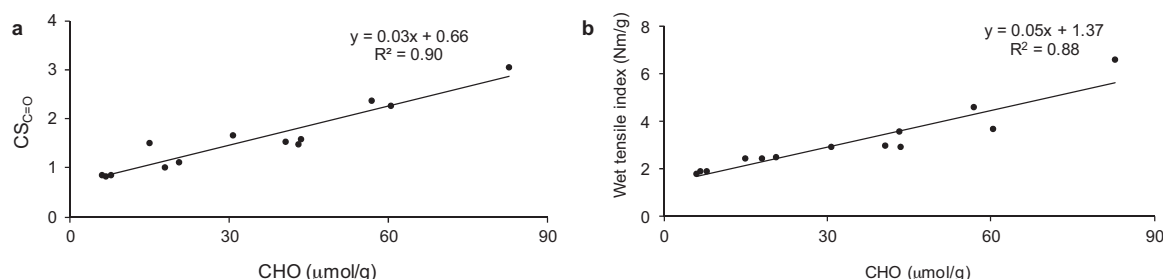 a
y = 0.03x + 0.66
R² = 0.90
CS_C=O
4
3
2
1
0
0 30 60 90
CHO (μmol/g)
b
y = 0.05x + 1.37
R² = 0.88
Wet tensile index (Nm/g)
8
6
4
2
0
0 30 60 90
CHO (μmol/g)